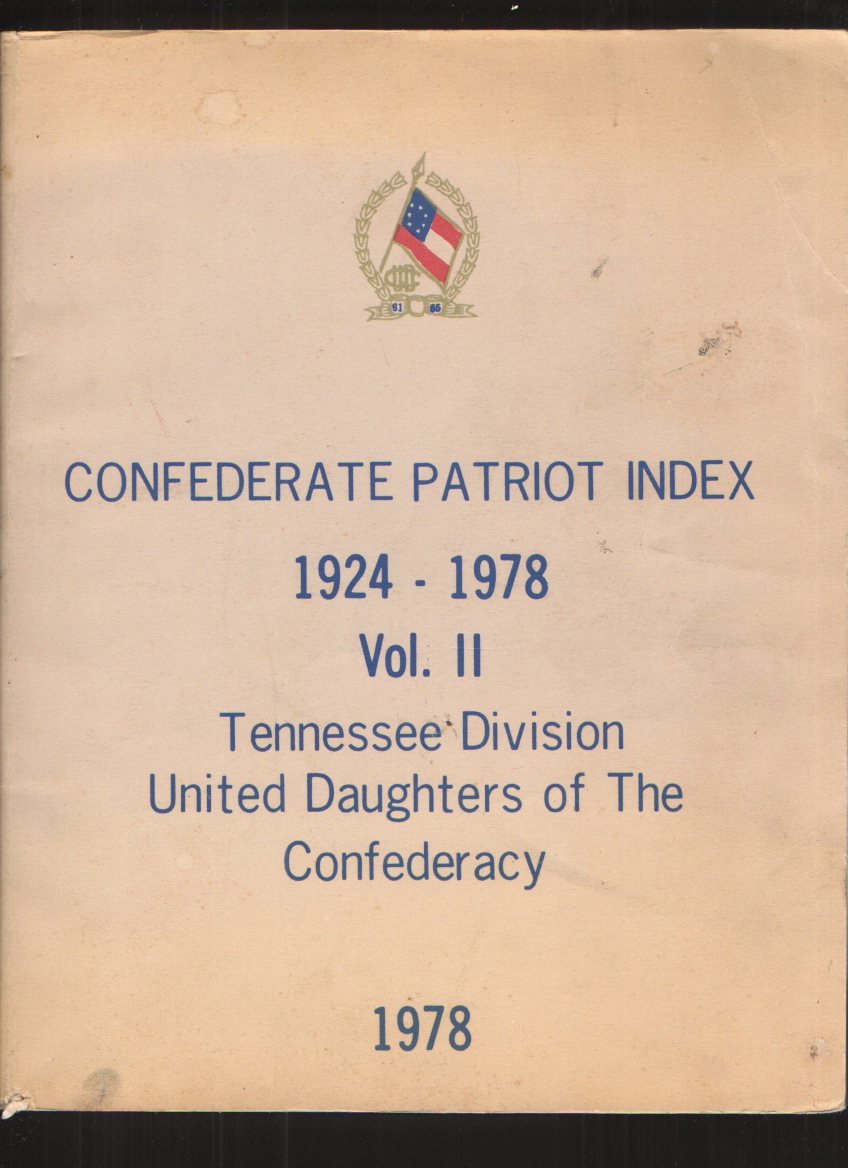 61 65
CONFEDERATE PATRIOT INDEX
1924 - 1978
Vol. II
Tennessee Division
United Daughters of The
Confederacy
1978